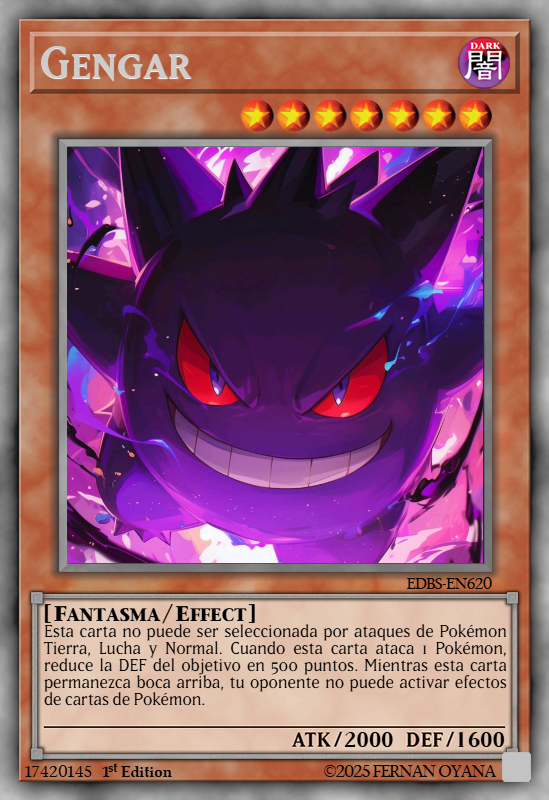 Gengar
DARK
闇
EDBS-EN620
[Fantasma/Effect]
Esta carta no puede ser seleccionada por ataques de Pokémon
Tierra, Lucha y Normal. Cuando esta carta ataca 1 Pokémon,
reduce la DEF del objetivo en 500 puntos. Mientras esta carta
permanezca boca arriba, tu oponente no puede activar efectos
de cartas de Pokémon.
ATK/2000 DEF/1600
17420145 1st Edition ©2025 FERNAN OYANA